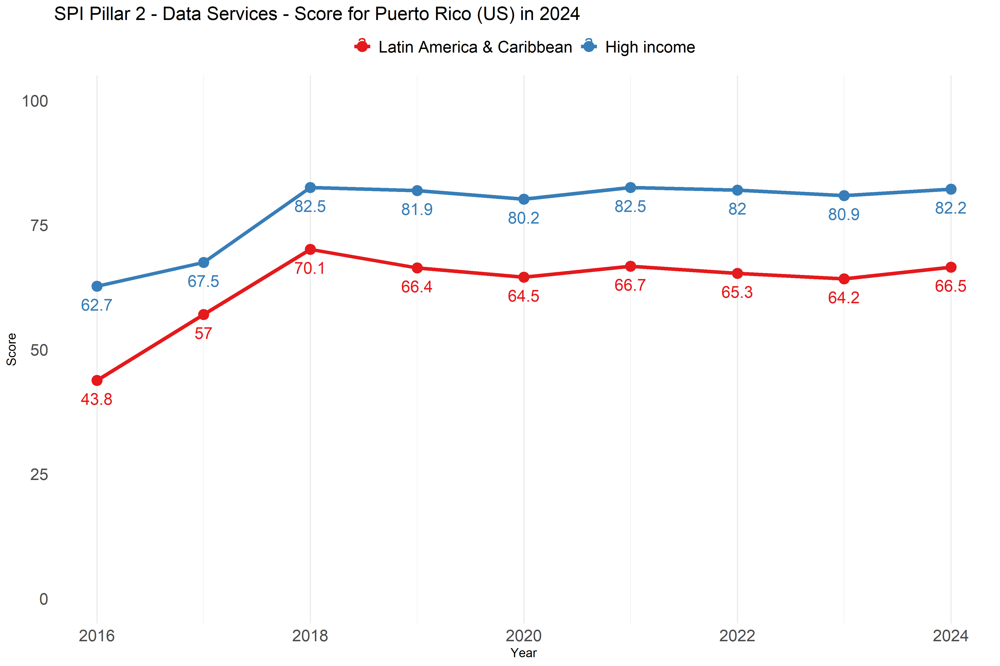 SPI Pillar 2 - Data Services - Score for Puerto Rico (US) in 2024
Latin America & Caribbean High income
100
75
50
25
0
Score
82.5 81.9 80.2 82.5 82 80.9 82.2
62.7 67.5
70.1 66.4 64.5 66.7 65.3 64.2 66.5
43.8 57
2016 2018 2020 2022 2024
Year